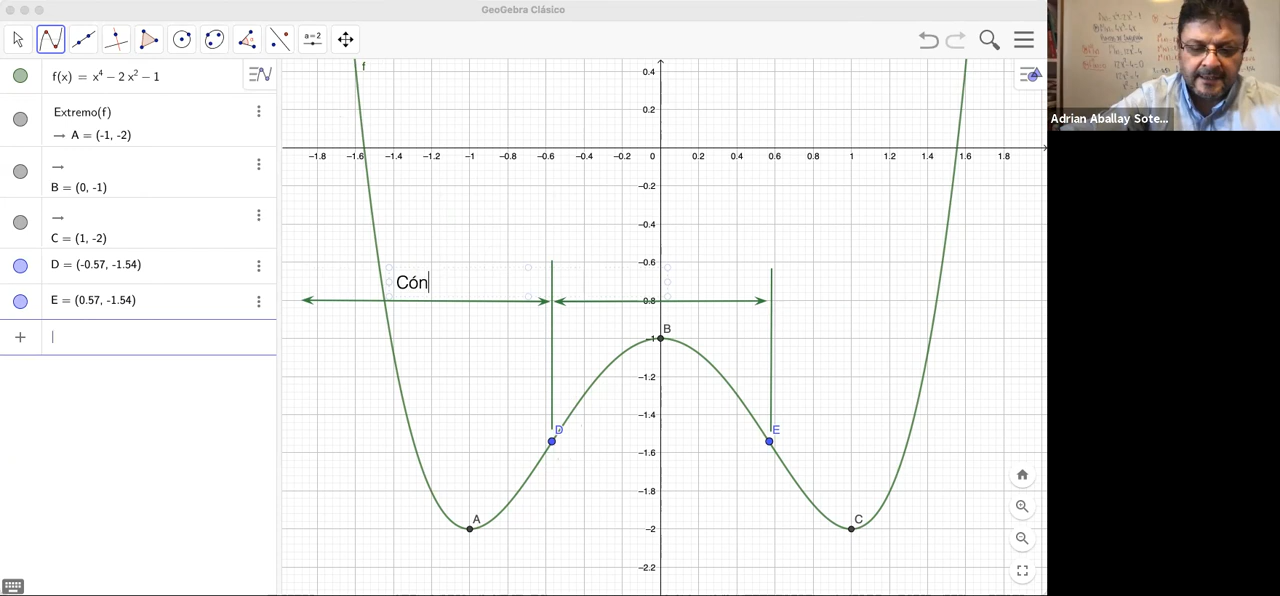 GeoGebra Clásico
a=2
f(x) = x⁴ − 2 x² − 1
Extremo(f)
→ A = (-1, -2)
→
B = (0, -1)
→
C = (1, -2)
D = (-0.57, -1.54)
E = (0.57, -1.54)
+
f
0.4
0.2
−1.8 −1.6 −1.4 −1.2 −1 −0.8 −0.6 −0.4 −0.2 0 0.2 0.4 0.6 0.8 1 1.2 1.4 1.6 1.8
−0.2
−0.4
−0.6
Cón
0.8
B
−1
−1.2
−1.4
D E
−1.6
−1.8
A C
−2
−2.2
Adrian Aballay Sote...